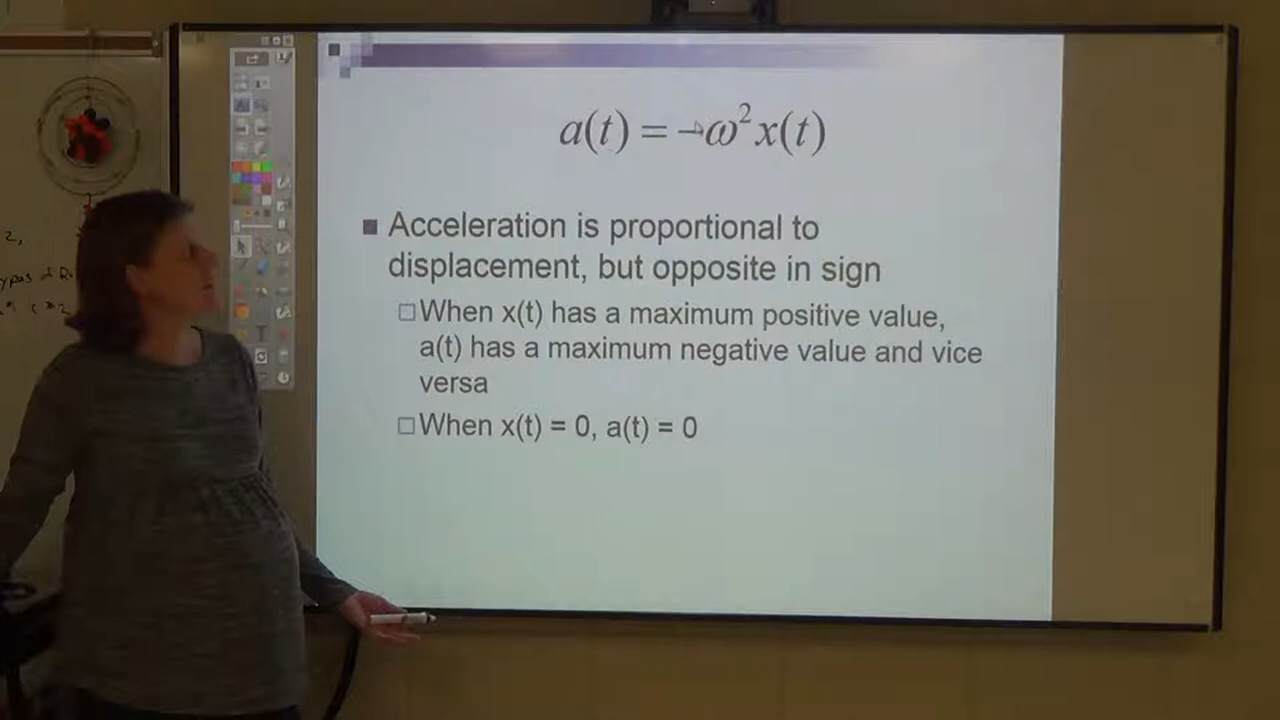 a(t) = -ω²x(t)
■ Acceleration is proportional to
displacement, but opposite in sign
□ When x(t) has a maximum positive value,
a(t) has a maximum negative value and vice
versa
□ When x(t) = 0, a(t) = 0
2,